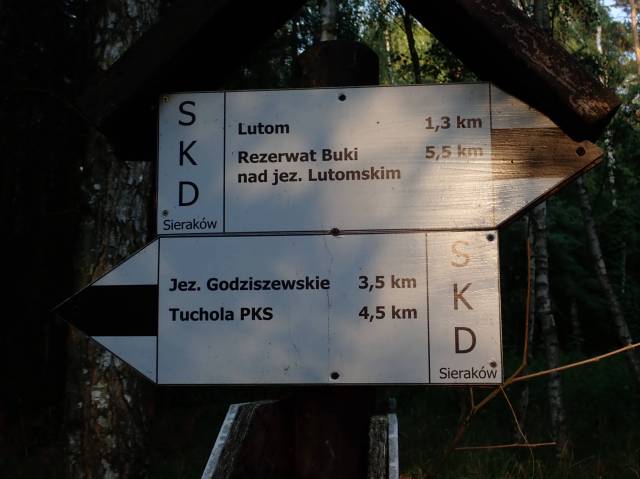 S
K
D
Sieraków
Lutom 1,3 km
Rezerwat Buki 5,5 km
nad jez. Lutomskim
Jez. Godziszewskie 3,5 km
Tuchola PKS 4,5 km
S
K
D
Sieraków